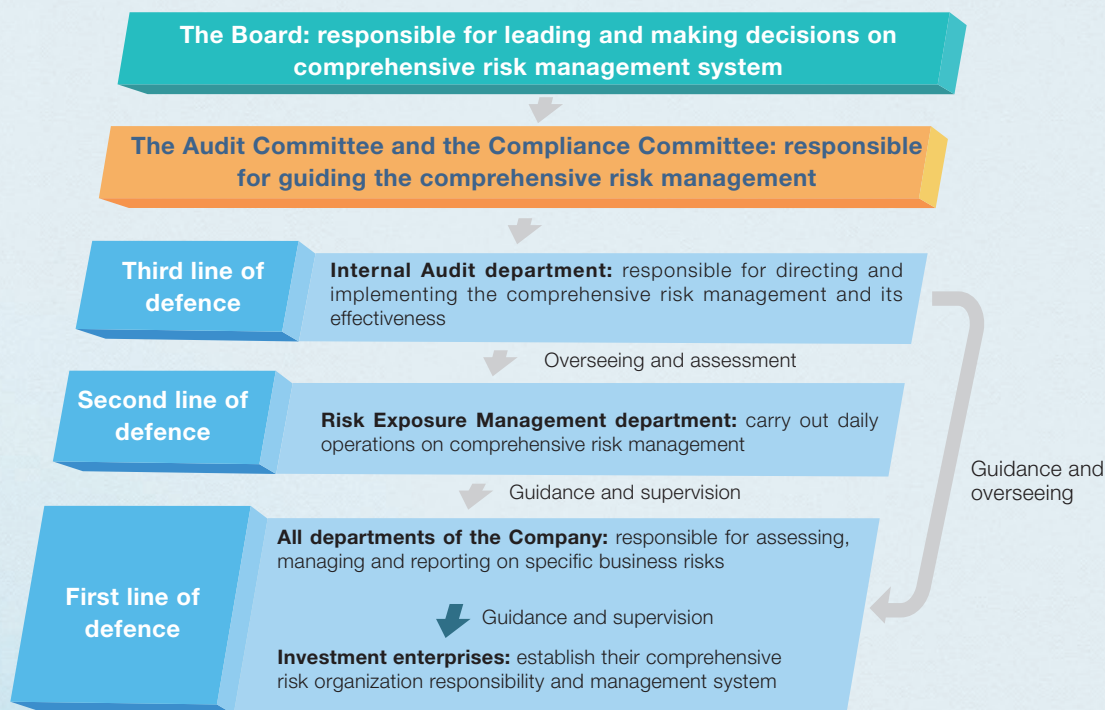 The Board: responsible for leading and making decisions on
comprehensive risk management system
The Audit Committee and the Compliance Committee: responsible
for guiding the comprehensive risk management
Third line of
defence
Internal Audit department: responsible for directing and
implementing the comprehensive risk management and its
effectiveness
Overseeing and assessment
Second line of
defence
Risk Exposure Management department: carry out daily
operations on comprehensive risk management
Guidance and
overseeing
Guidance and supervision
First line of
defence
All departments of the Company: responsible for assessing,
managing and reporting on specific business risks
Guidance and supervision
Investment enterprises: establish their comprehensive
risk organization responsibility and management system